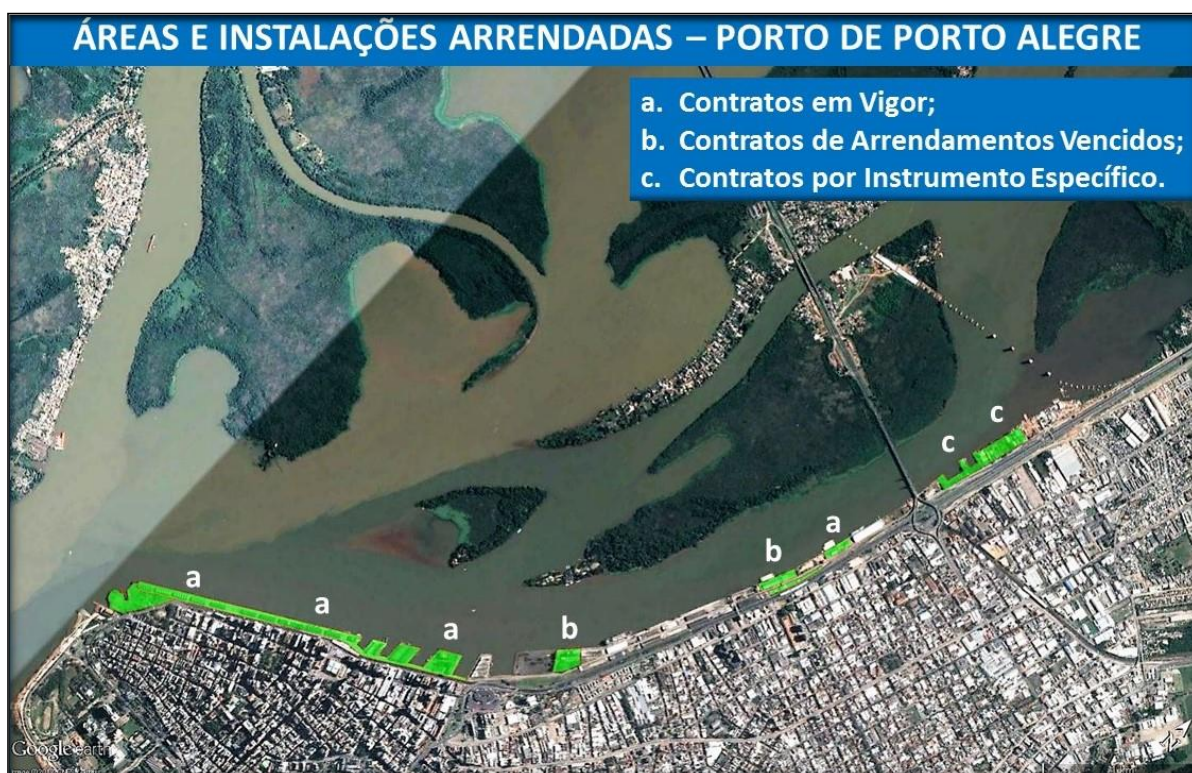 ÁREAS E INSTALAÇÕES ARRENDADAS – PORTO DE PORTO ALEGRE
a. Contratos em Vigor;
b. Contratos de Arrendamentos Vencidos;
c. Contratos por Instrumento Específico.
c
c
a
b
a
a
a
b
Google earth